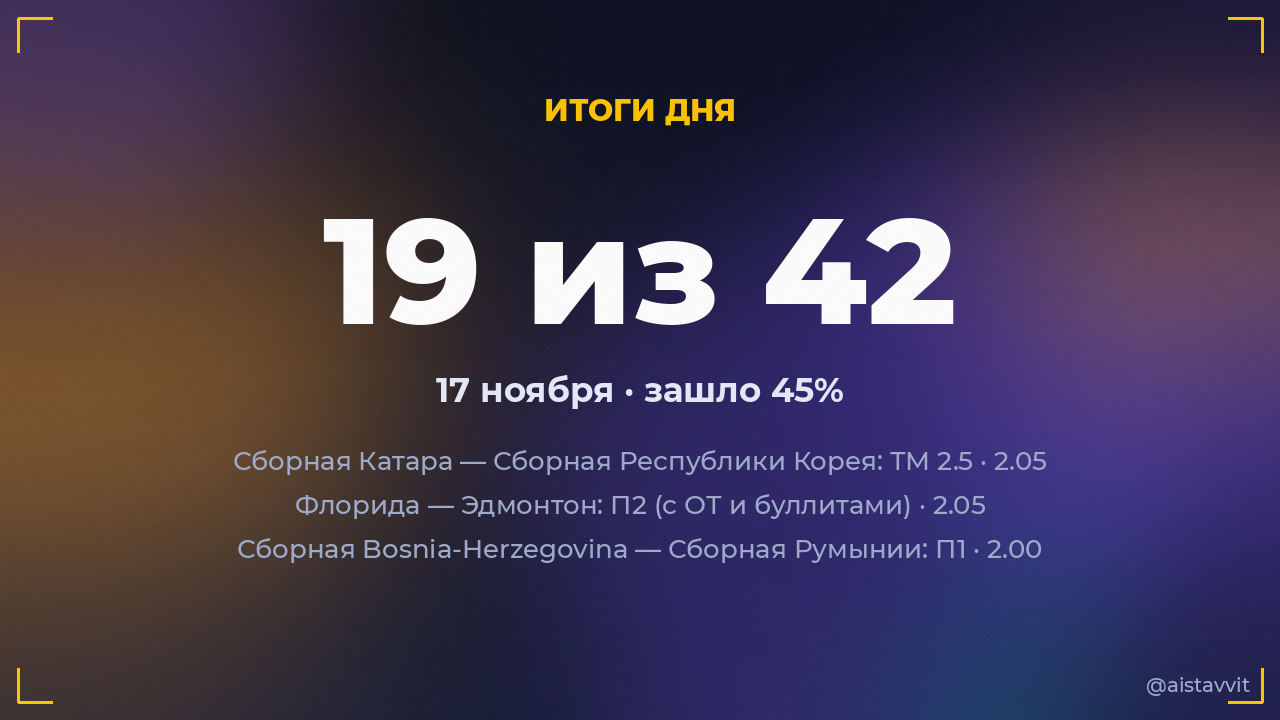 ИТОГИ ДНЯ
19 из 42
17 ноября · зашло 45%
Сборная Катара — Сборная Республики Корея: ТМ 2.5 · 2.05
Флорида — Эдмонтон: П2 (с ОТ и буллитами) · 2.05
Сборная Bosnia-Herzegovina — Сборная Румынии: П1 · 2.00
@aistavvit